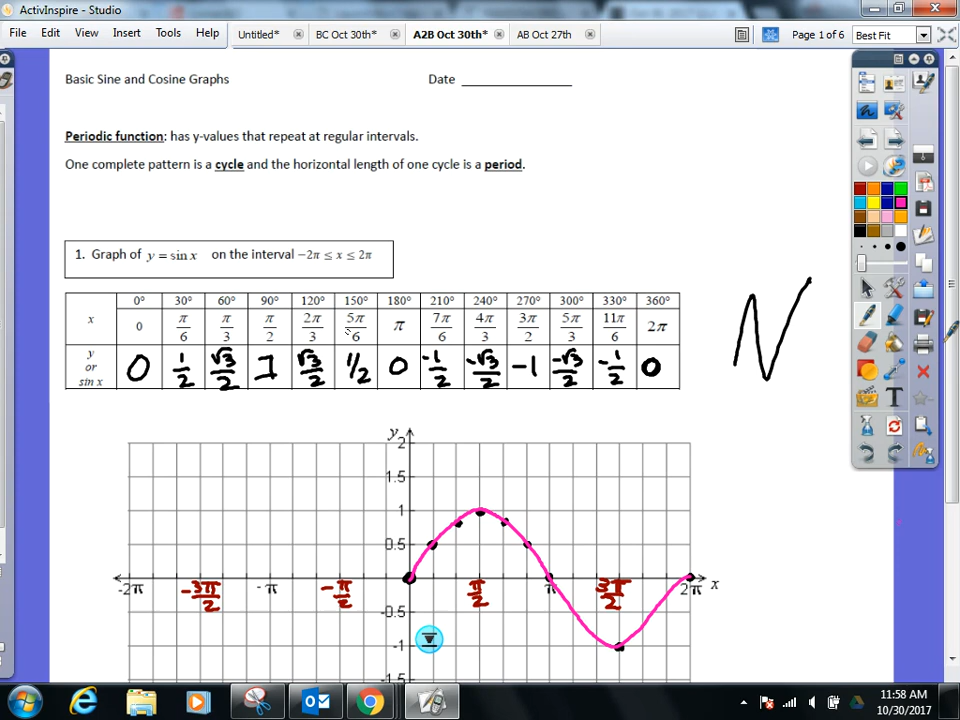 ActivInspire - Studio
File Edit View Insert Tools Help
Untitled* BC Oct 30th* A2B Oct 30th* AB Oct 27th
Page 1 of 6 Best Fit
Basic Sine and Cosine Graphs Date ____________
Periodic function: has y-values that repeat at regular intervals.
One complete pattern is a cycle and the horizontal length of one cycle is a period.
1. Graph of y = sin x on the interval −2π ≤ x ≤ 2π
x 0° 30° 60° 90° 120° 150° 180° 210° 240° 270° 300° 330° 360°
0 π/6 π/3 π/2 2π/3 5π/6 π 7π/6 4π/3 3π/2 5π/3 11π/6 2π
y or sin x 0 1/2 √3/2 1 √3/2 1/2 0 -1/2 -√3/2 -1 -√3/2 -1/2 0
y
2
1.5
1
0.5
-2π -3π/2 -π -π/2 π/2 π 3π/2 2π x
-0.5
-1
-1.5
T
11:58 AM
10/30/2017